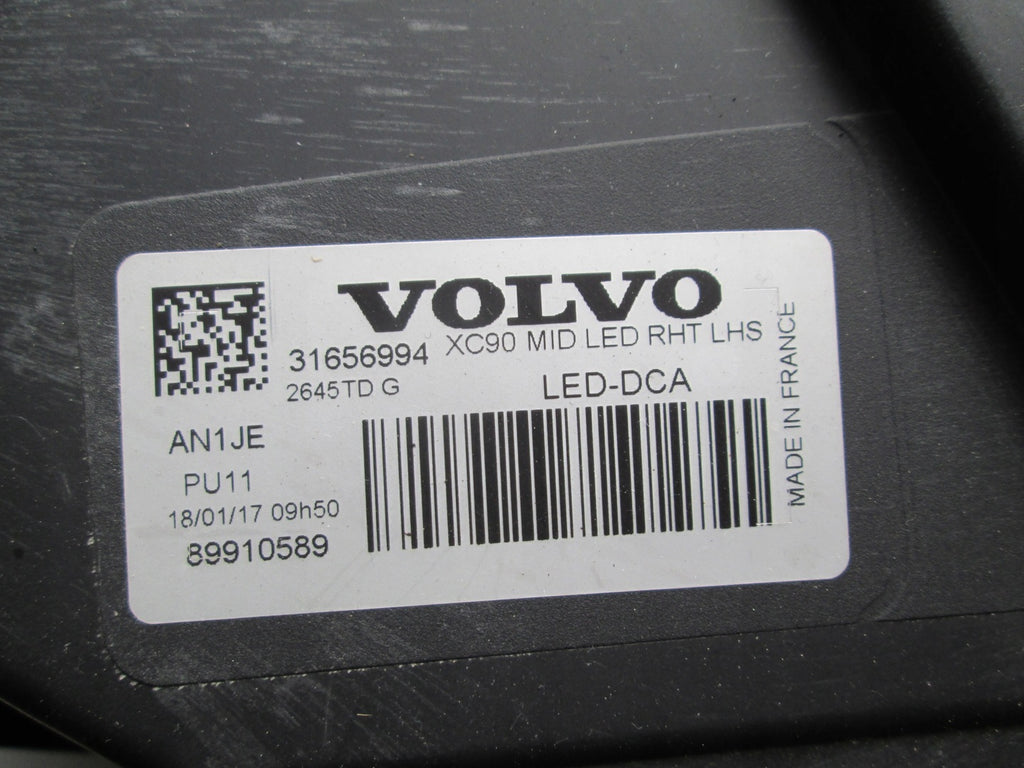 VOLVO
31656994 XC90 MID LED RHT LHS
2645TD G LED-DCA
AN1JE
PU11
18/01/17 09h50
89910589
MADE IN FRANCE